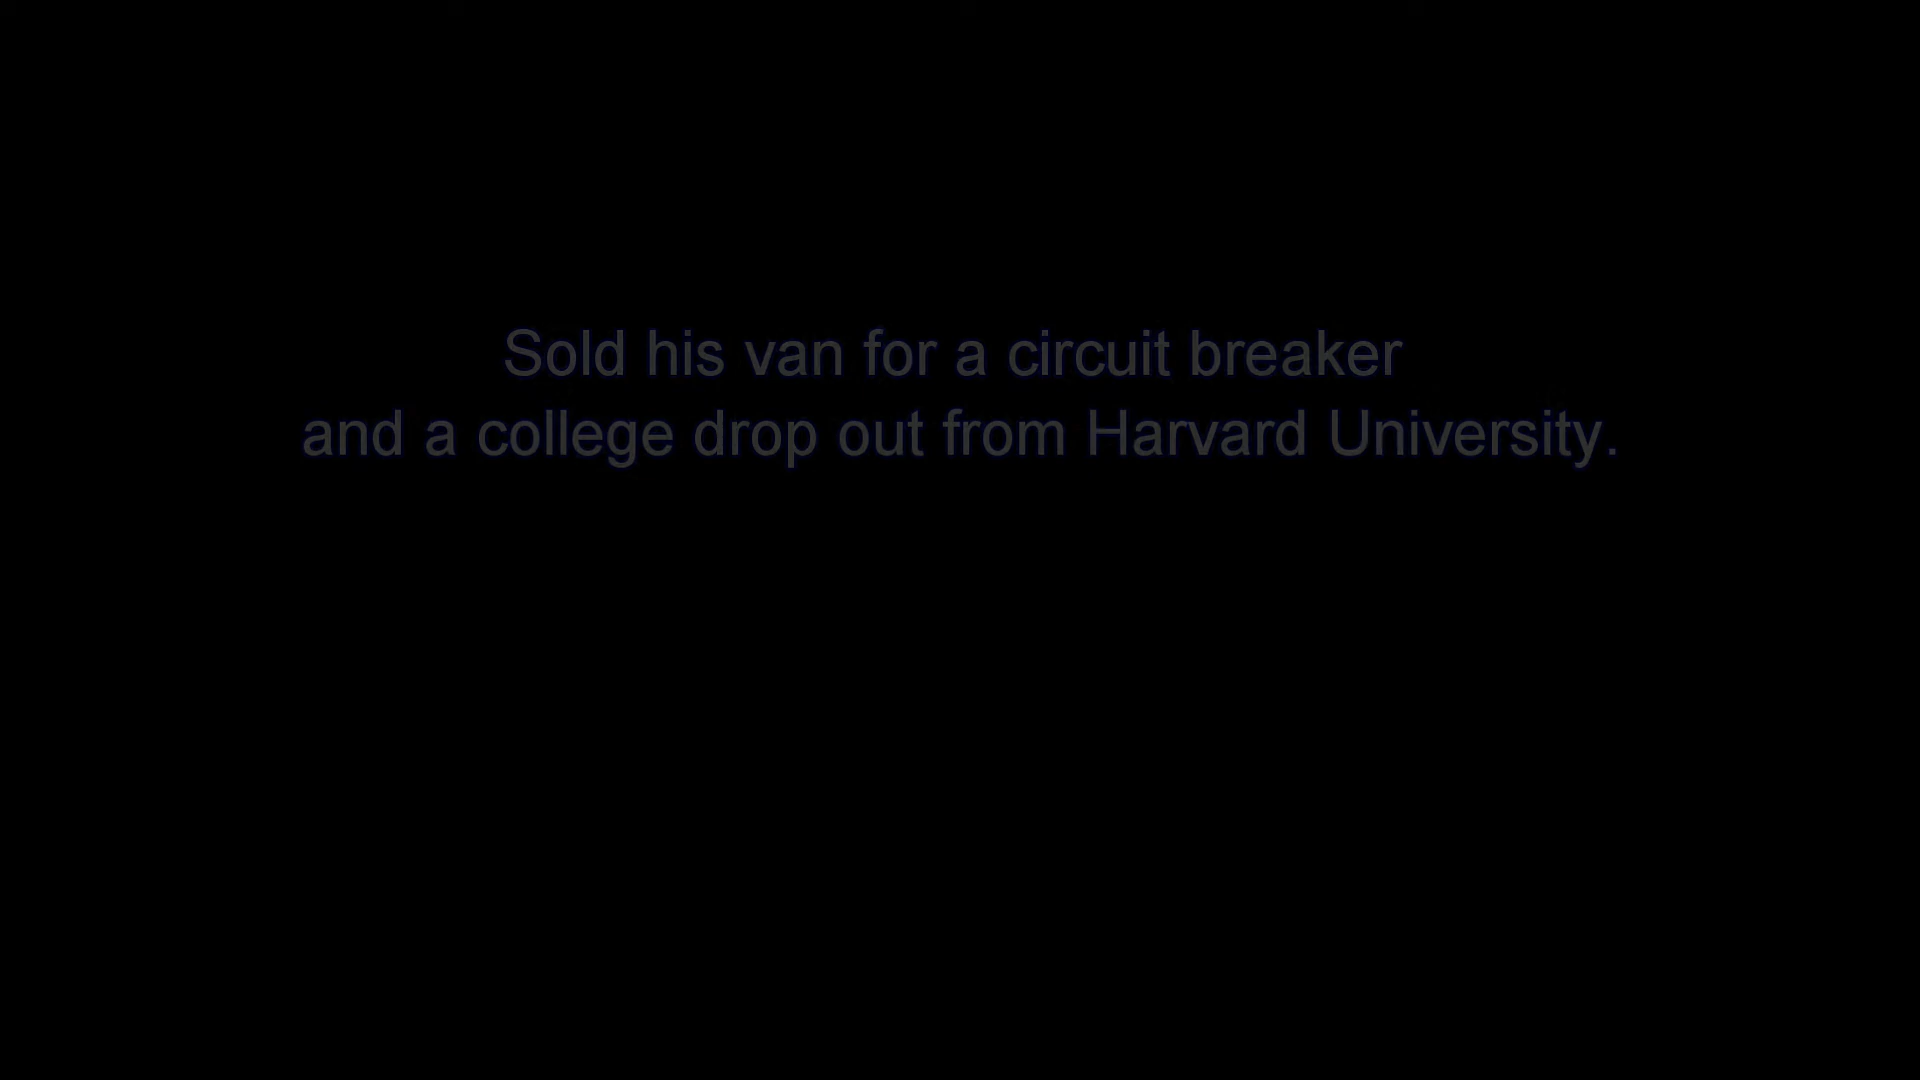 Sold his van for a circuit breaker
and a college drop out from Harvard University.